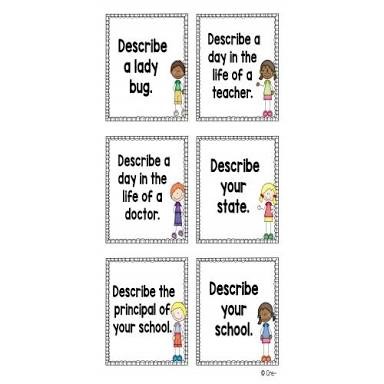 Describe
a lady
bug.
Describe a
day in the
life of a
teacher.
Describe a
day in the
life of a
doctor.
Describe
your
state.
Describe the
principal of
your school.
Describe
your
school.